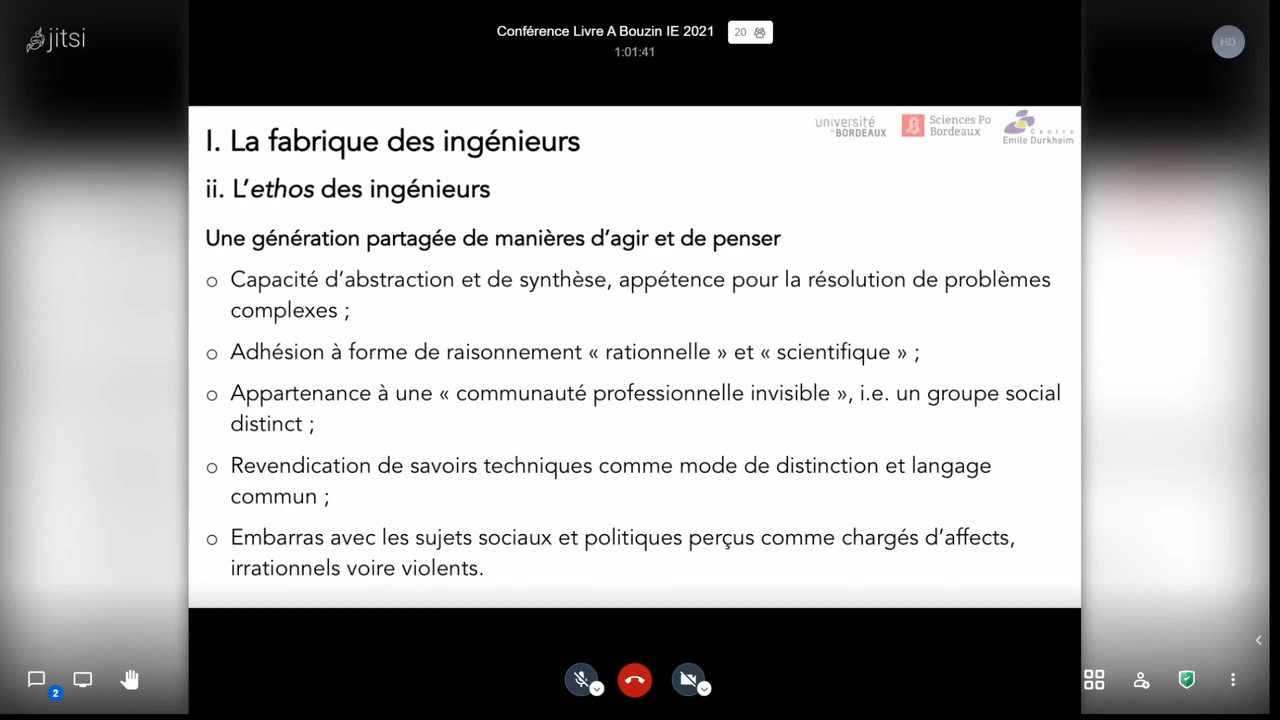 jitsi
Conférence Livre A Bouzin IE 2021
20
1:01:41
HD
I. La fabrique des ingénieurs
université
de BORDEAUX
Sciences Po
Bordeaux
Centre
Emile Durkheim
ii. L'ethos des ingénieurs
Une génération partagée de manières d'agir et de penser
o Capacité d'abstraction et de synthèse, appétence pour la résolution de problèmes
complexes ;
o Adhésion à forme de raisonnement « rationnelle » et « scientifique » ;
o Appartenance à une « communauté professionnelle invisible », i.e. un groupe social
distinct ;
o Revendication de savoirs techniques comme mode de distinction et langage
commun ;
o Embarras avec les sujets sociaux et politiques perçus comme chargés d'affects,
irrationnels voire violents.
2